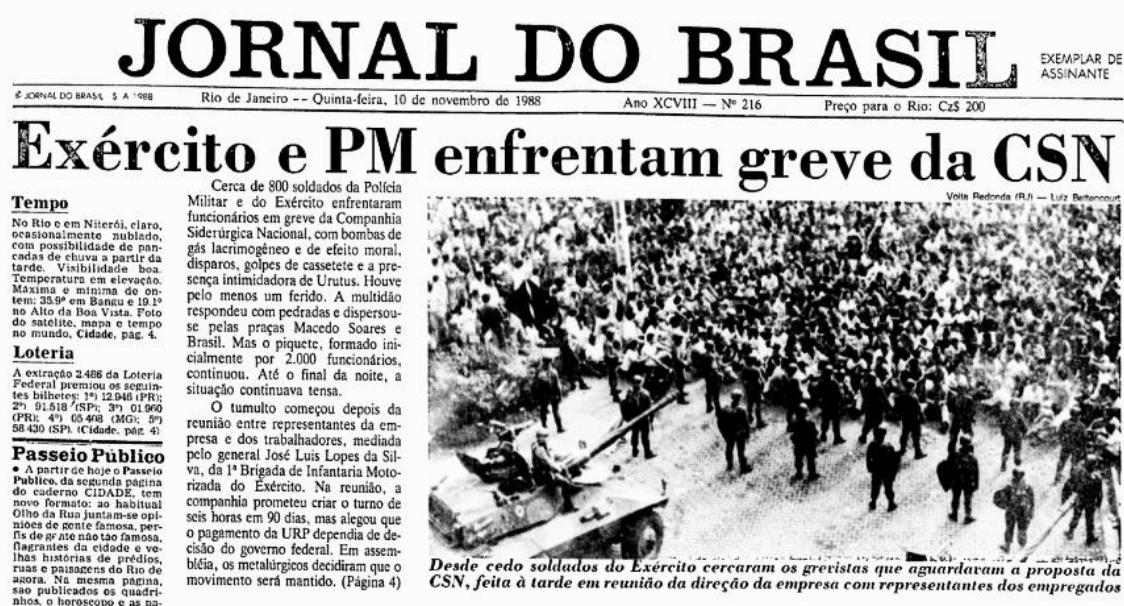 JORNAL DO BRASIL
EXEMPLAR DE
ASSINANTE
© JORNAL DO BRASIL S A 1988
Rio de Janeiro -- Quinta-feira, 10 de novembro de 1988
Ano XCVIII — Nº 216
Preço para o Rio: Cz$ 200
Exército e PM enfrentam greve da CSN
Tempo
No Rio e em Niterói, claro,
ocasionalmente nublado,
com possibilidade de pan-
cadas de chuva a partir da
tarde. Visibilidade boa.
Temperatura em elevação.
Máxima e mínima de on-
tem: 35.9º em Bangu e 19.1º
no Alto da Boa Vista. Foto
do satélite, mapa e tempo
no mundo, Cidade, pág. 4.
Loteria
A extração 2.486 da Loteria
Federal premiou os seguin-
tes bilhetes: 1º) 12.946 (PR);
2º) 91.518 (SP); 3º) 01.960
(PR); 4º) 05.408 (MG); 5º)
58.430 (SP). (Cidade, pág. 4)
Passeio Público
● A partir de hoje o Passeio
Publico, da segunda página
do caderno CIDADE, tem
novo formato: ao habitual
Olho da Rua juntam-se opi-
niões de gente famosa, per-
fis de gente não tão famosa,
flagrantes da cidade e ve-
lhas histórias de prédios,
ruas e paisagens do Rio de
agora. Na mesma página,
sao publicados os quadri-
nhos, o horoscopo e as pa-
Cerca de 800 soldados da Polícia
Militar e do Exército enfrentaram
funcionários em greve da Companhia
Siderúrgica Nacional, com bombas de
gás lacrimogêneo e de efeito moral,
disparos, golpes de cassetete e a pre-
sença intimidadora de Urutus. Houve
pelo menos um ferido. A multidão
respondeu com pedradas e dispersou-
se pelas praças Macedo Soares e
Brasil. Mas o piquete, formado ini-
cialmente por 2.000 funcionários,
continuou. Até o final da noite, a
situação continuava tensa.
O tumulto começou depois da
reunião entre representantes da em-
presa e dos trabalhadores, mediada
pelo general José Luis Lopes da Sil-
va, da 1ª Brigada de Infantaria Moto-
rizada do Exército. Na reunião, a
companhia prometeu criar o turno de
seis horas em 90 dias, mas alegou que
o pagamento da URP dependia de de-
cisão do governo federal. Em assem-
bléia, os metalúrgicos decidiram que o
movimento será mantido. (Página 4)
Volta Redonda (RJ) — Luiz Bettencourt
Desde cedo soldados do Exército cercaram os grevistas que aguardavam a proposta da
CSN, feita à tarde em reunião da direção da empresa com representantes dos empregados